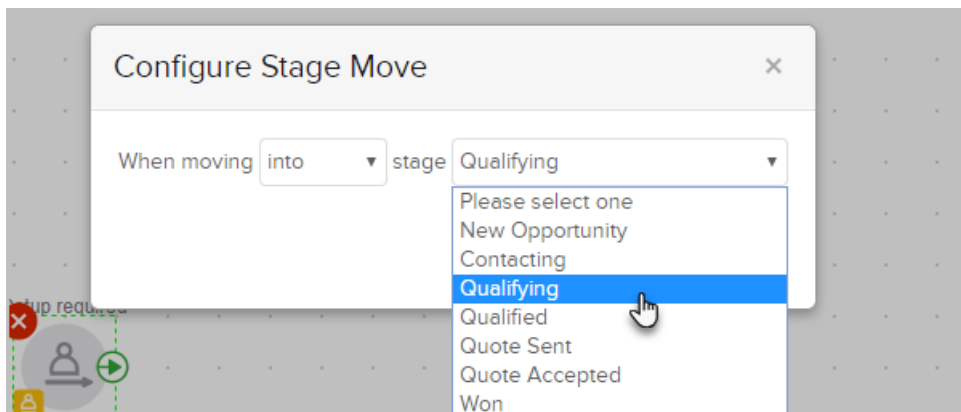 Configure Stage Move ×
When moving into ▼ stage Qualifying ▼
Please select one
New Opportunity
Contacting
Qualifying
Qualified
Quote Sent
Quote Accepted
Won